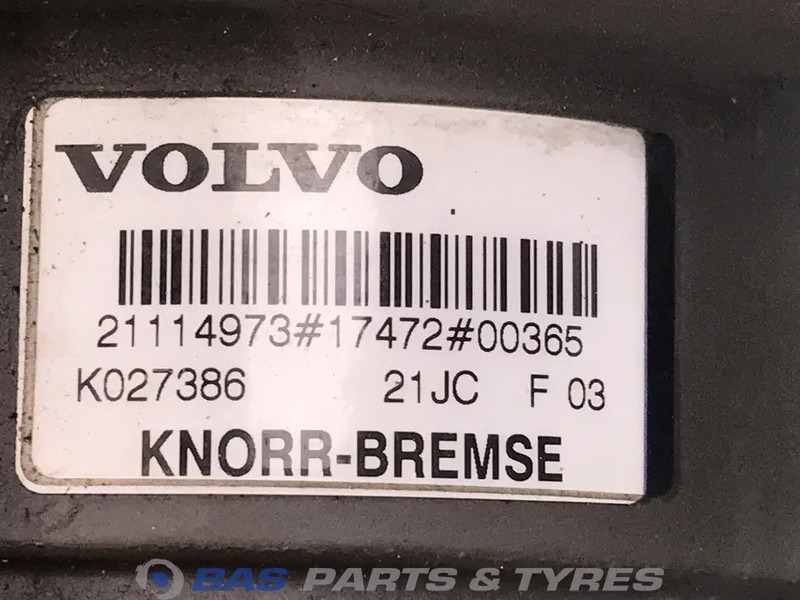 VOLVO
21114973#17472#00365
K027386 21JC F 03
KNORR-BREMSE
BAS PARTS & TYRES